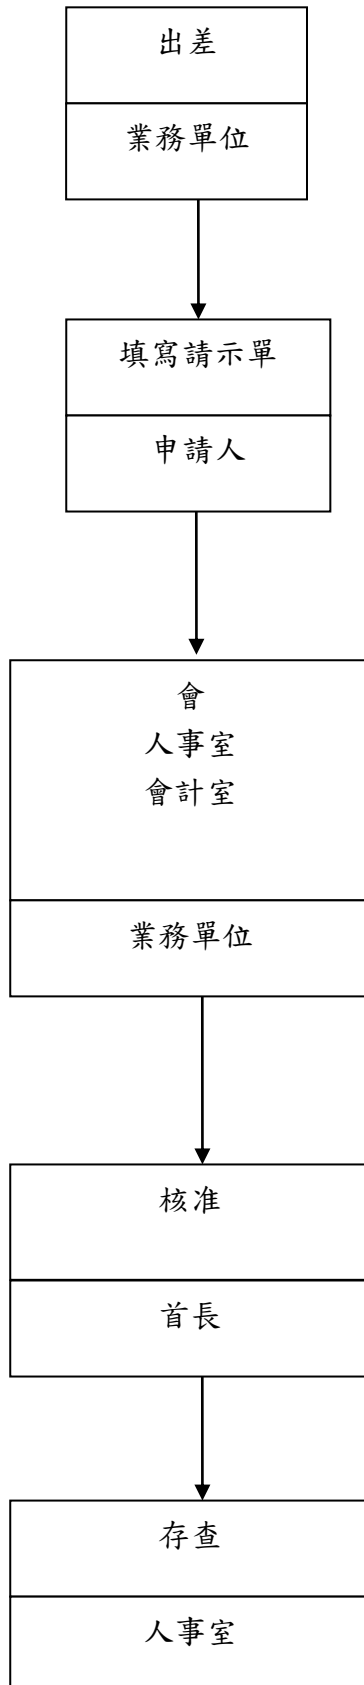 出差
業務單位
填寫請示單
申請人
會
人事室
會計室
業務單位
核准
首長
存查
人事室